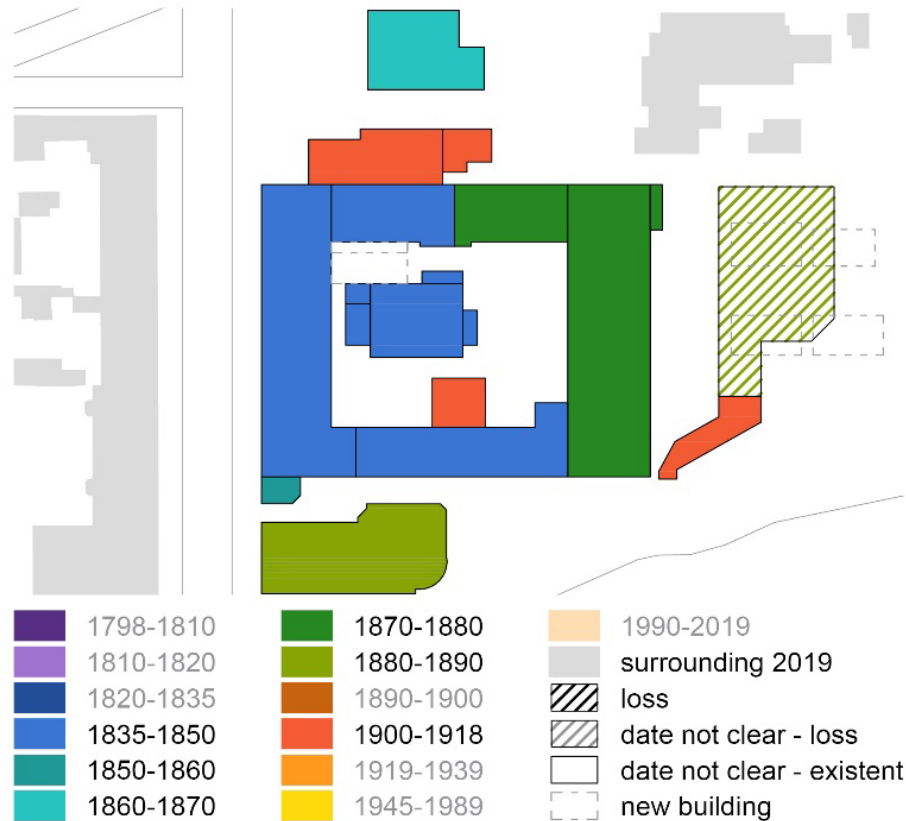 1798-1810
1810-1820
1820-1835
1835-1850
1850-1860
1860-1870
1870-1880
1880-1890
1890-1900
1900-1918
1919-1939
1945-1989
1990-2019
surrounding 2019
loss
date not clear - loss
date not clear - existent
new building